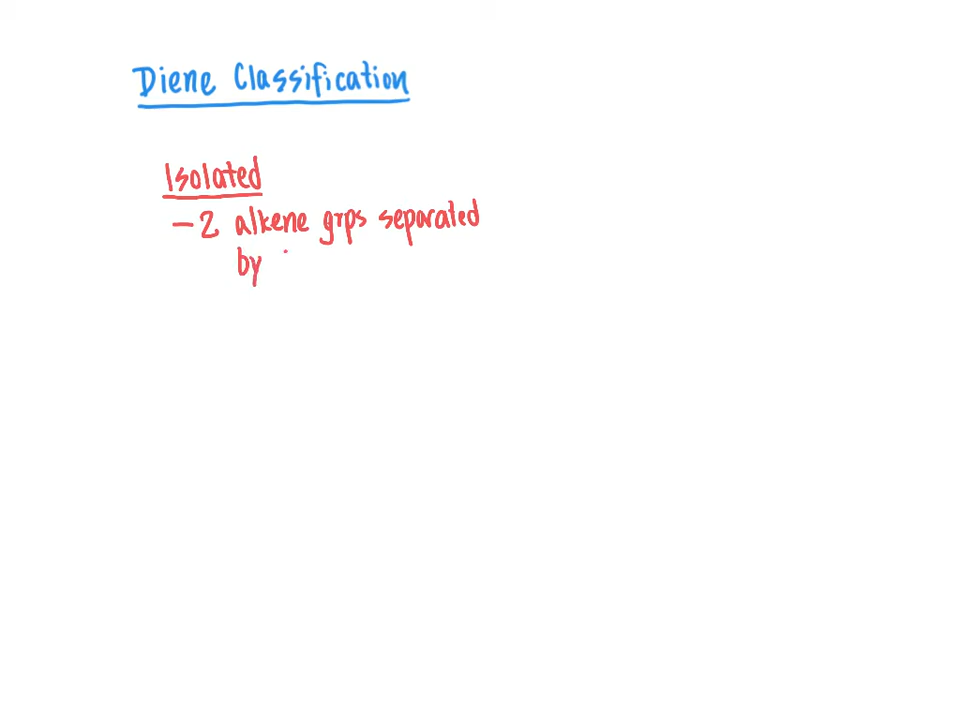 Diene Classification
Isolated
- 2 alkene grps separated
by